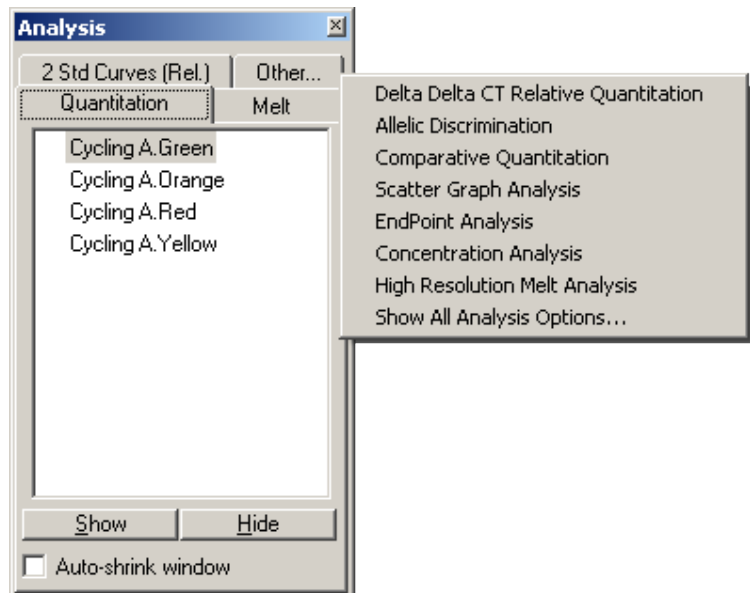 Analysis
2 Std Curves (Rel.) Other...
Quantitation Melt
Cycling A.Green
Cycling A.Orange
Cycling A.Red
Cycling A.Yellow
Show Hide
Auto-shrink window
Delta Delta CT Relative Quantitation
Allelic Discrimination
Comparative Quantitation
Scatter Graph Analysis
EndPoint Analysis
Concentration Analysis
High Resolution Melt Analysis
Show All Analysis Options...